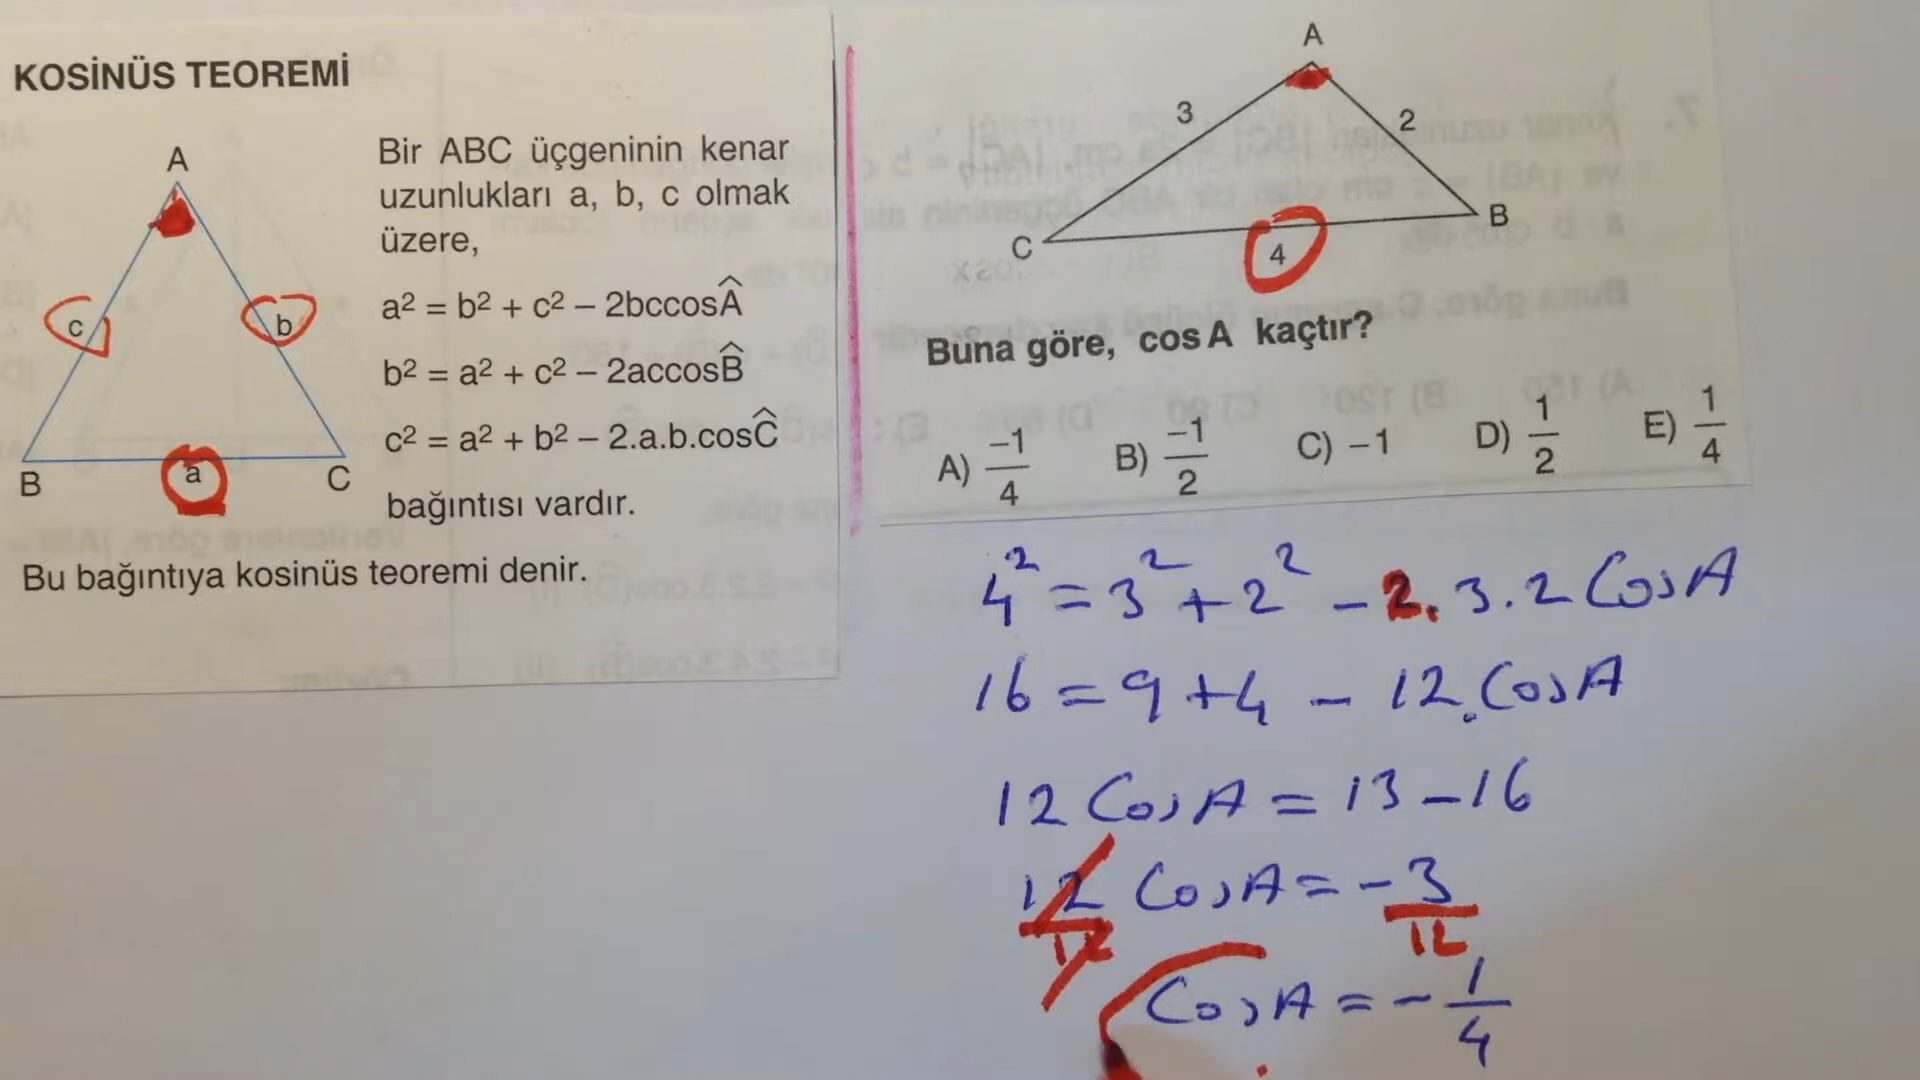 KOSİNÜS TEOREMİ
A
c
b
B
a
C
Bir ABC üçgeninin kenar
uzunlukları a, b, c olmak
üzere,
a² = b² + c² – 2bccosÂ
b² = a² + c² – 2accosB̂
c² = a² + b² – 2.a.b.cosĈ
bağıntısı vardır.
Bu bağıntıya kosinüs teoremi denir.
A
3
2
C
B
4
Buna göre, cos A kaçtır?
A) –1/4 B) –1/2 C) –1 D) 1/2 E) 1/4
4² = 3² + 2² – 2. 3. 2 CosA
16 = 9 + 4 – 12.CosA
12 CosA = 13 – 16
12/12 CosA = –3/12
CosA = – 1/4